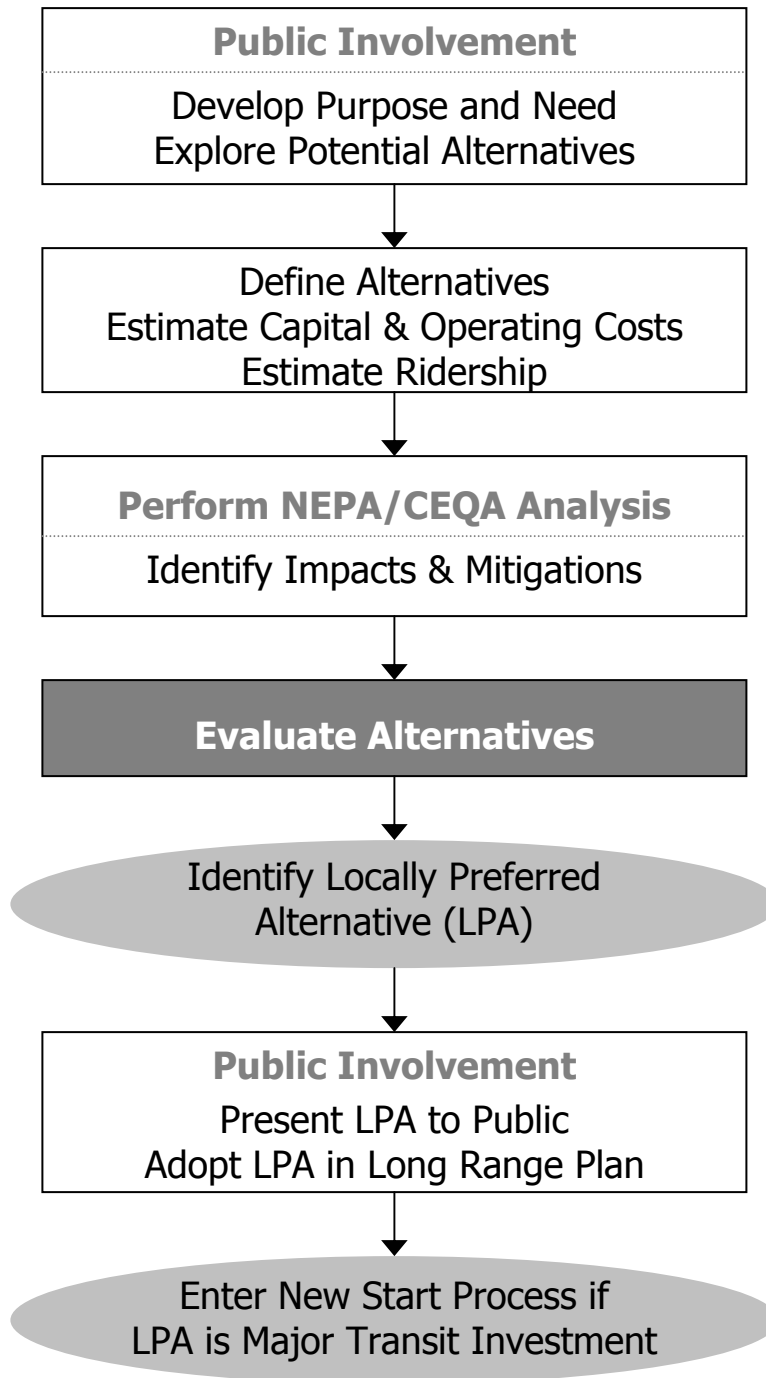 Public Involvement
Develop Purpose and Need
Explore Potential Alternatives
Define Alternatives
Estimate Capital & Operating Costs
Estimate Ridership
Perform NEPA/CEQA Analysis
Identify Impacts & Mitigations
Evaluate Alternatives
Identify Locally Preferred
Alternative (LPA)
Public Involvement
Present LPA to Public
Adopt LPA in Long Range Plan
Enter New Start Process if
LPA is Major Transit Investment